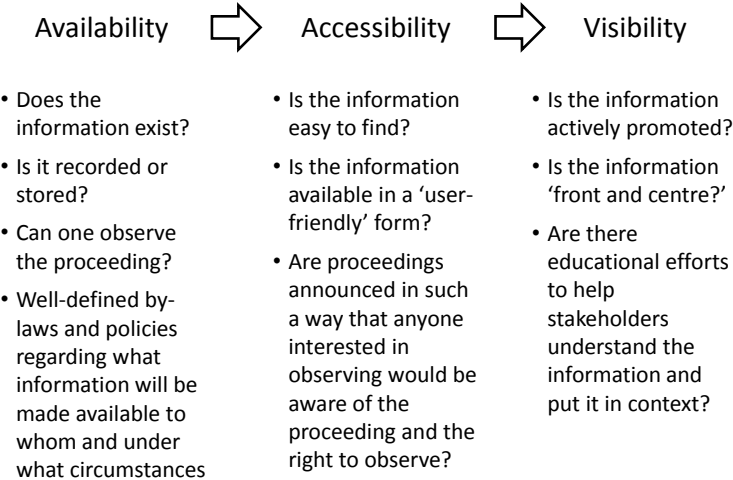 Availability
Accessibility
Visibility
• Does the
information exist?
• Is it recorded or
stored?
• Can one observe
the proceeding?
• Well-defined by-
laws and policies
regarding what
information will be
made available to
whom and under
what circumstances
• Is the information
easy to find?
• Is the information
available in a ‘user-
friendly’ form?
• Are proceedings
announced in such
a way that anyone
interested in
observing would be
aware of the
proceeding and the
right to observe?
• Is the information
actively promoted?
• Is the information
‘front and centre?’
• Are there
educational efforts
to help
stakeholders
understand the
information and
put it in context?